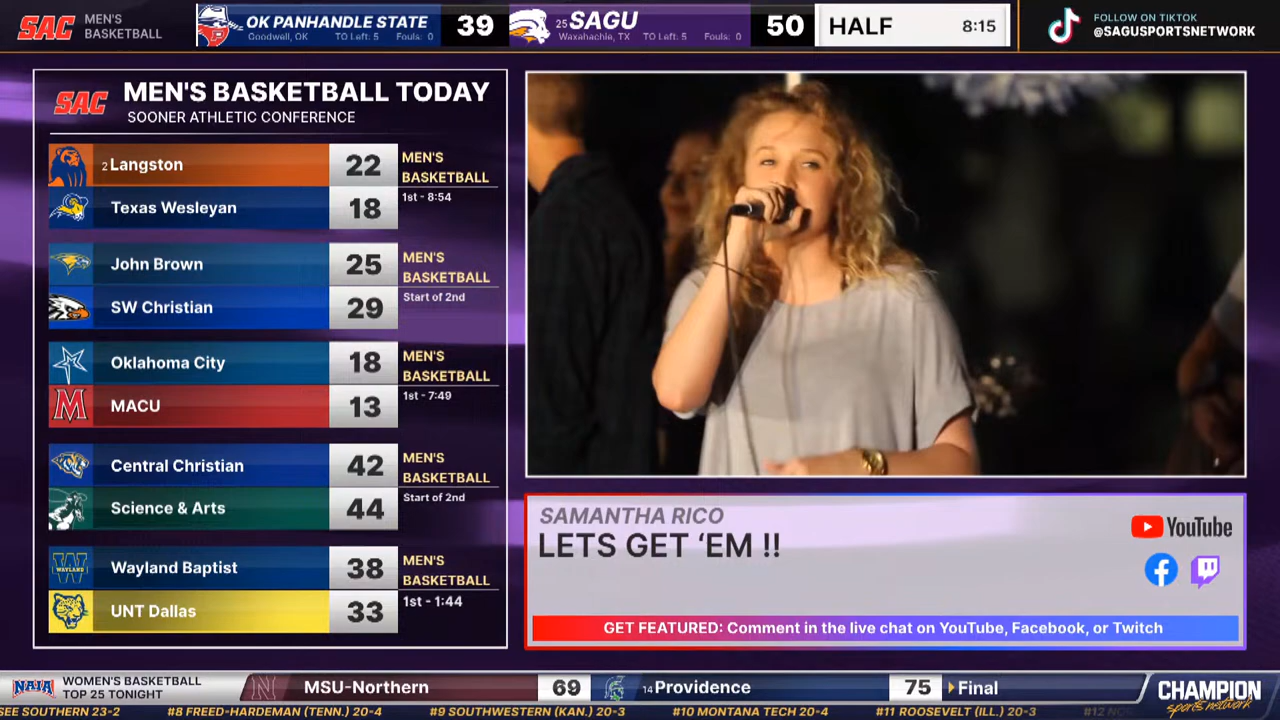 SAC
MEN'S
BASKETBALL
OK PANHANDLE STATE
Goodwell, OK TO Left: 5 Fouls: 0
39
25 SAGU
Waxahachie, TX TO Left: 5 Fouls: 0
50
HALF 8:15
FOLLOW ON TIKTOK
@SAGUSPORTSNETWORK
SAC
MEN'S BASKETBALL TODAY
SOONER ATHLETIC CONFERENCE
2 Langston 22
Texas Wesleyan 18
MEN'S
BASKETBALL
1st - 8:54
John Brown 25
SW Christian 29
MEN'S
BASKETBALL
Start of 2nd
Oklahoma City 18
M MACU 13
MEN'S
BASKETBALL
1st - 7:49
Central Christian 42
Science & Arts 44
MEN'S
BASKETBALL
Start of 2nd
W WAYLAND Wayland Baptist 38
UNT Dallas 33
MEN'S
BASKETBALL
1st - 1:44
SAMANTHA RICO
LETS GET ‘EM !!
YouTube
GET FEATURED: Comment in the live chat on YouTube, Facebook, or Twitch
NAIA
WOMEN'S BASKETBALL
TOP 25 TONIGHT
N MSU-Northern 69
14 Providence 75
Final
CHAMPION
sports network
SEE SOUTHERN 23-2 #8 FREED-HARDEMAN (TENN.) 20-4 #9 SOUTHWESTERN (KAN.) 20-3 #10 MONTANA TECH 20-4 #11 ROOSEVELT (ILL.) 20-3 #12